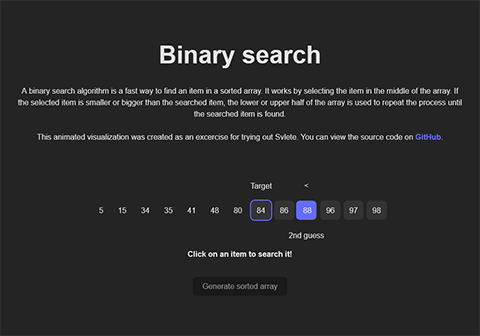 Binary search
A binary search algorithm is a fast way to find an item in a sorted array. It works by selecting the item in the middle of the array. If
the selected item is smaller or bigger than the searched item, the lower or upper half of the array is used to repeat the process until
the searched item is found.
This animated visualization was created as an excercise for trying out Svlete. You can view the source code on GitHub.
Target <
5 15 34 35 41 48 80 84 86 88 96 97 98
2nd guess
Click on an item to search it!
Generate sorted array